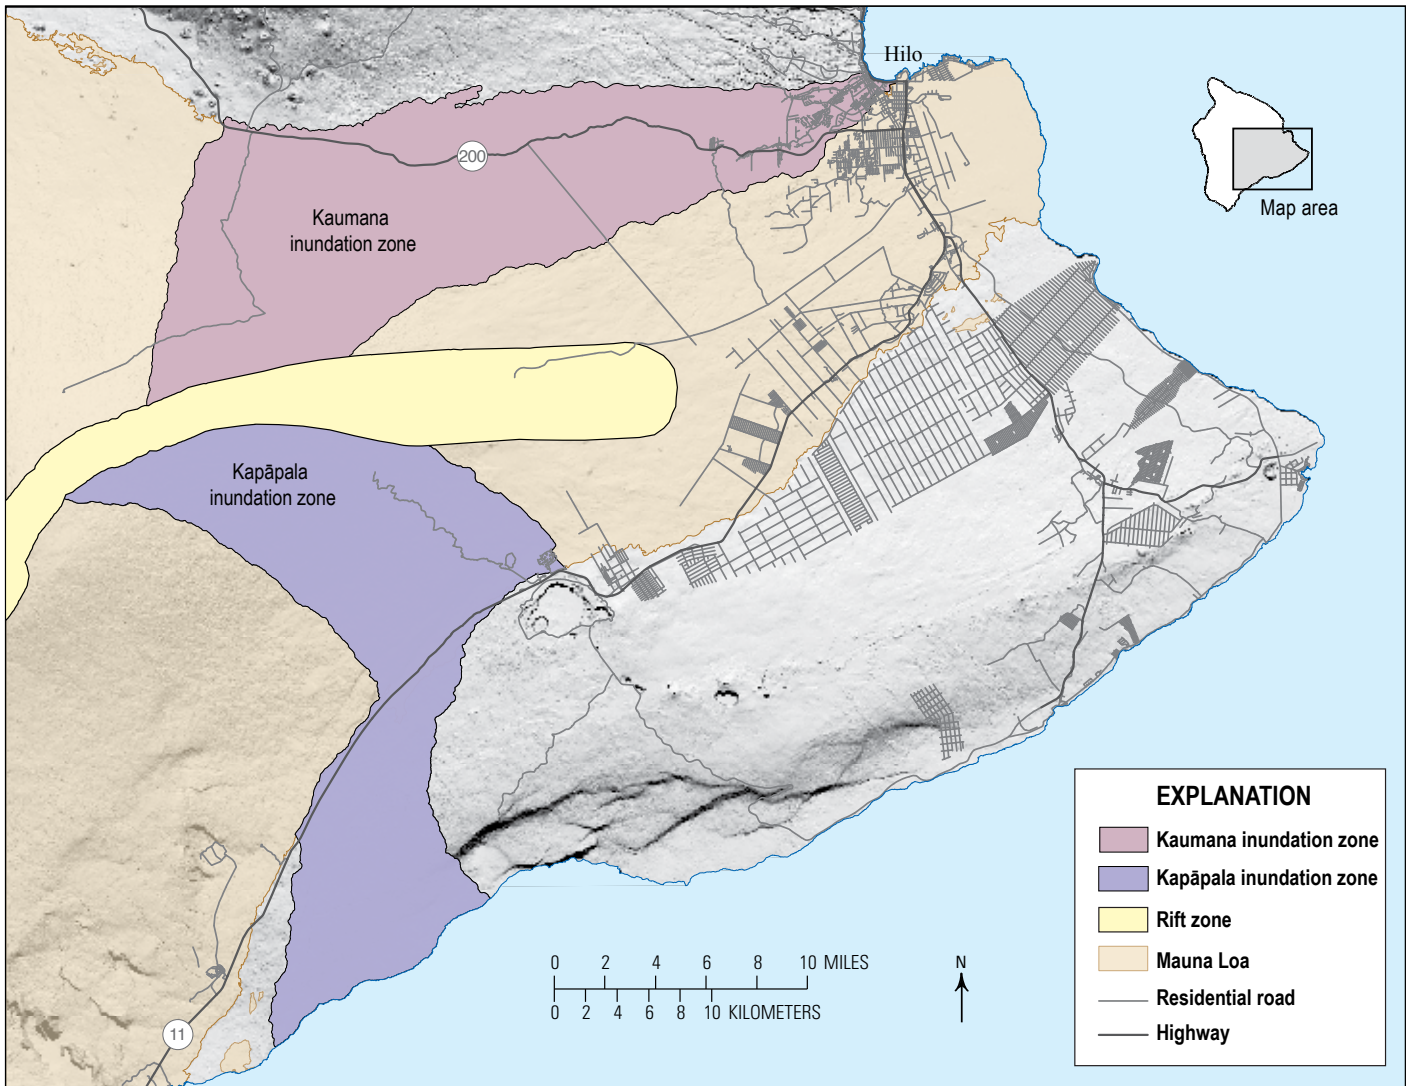 Hilo
200
Map area
Kaumana
inundation zone
Kapāpala
inundation zone
EXPLANATION
Kaumana inundation zone
Kapāpala inundation zone
Rift zone
Mauna Loa
Residential road
Highway
0 2 4 6 8 10 MILES
0 2 4 6 8 10 KILOMETERS
N
11